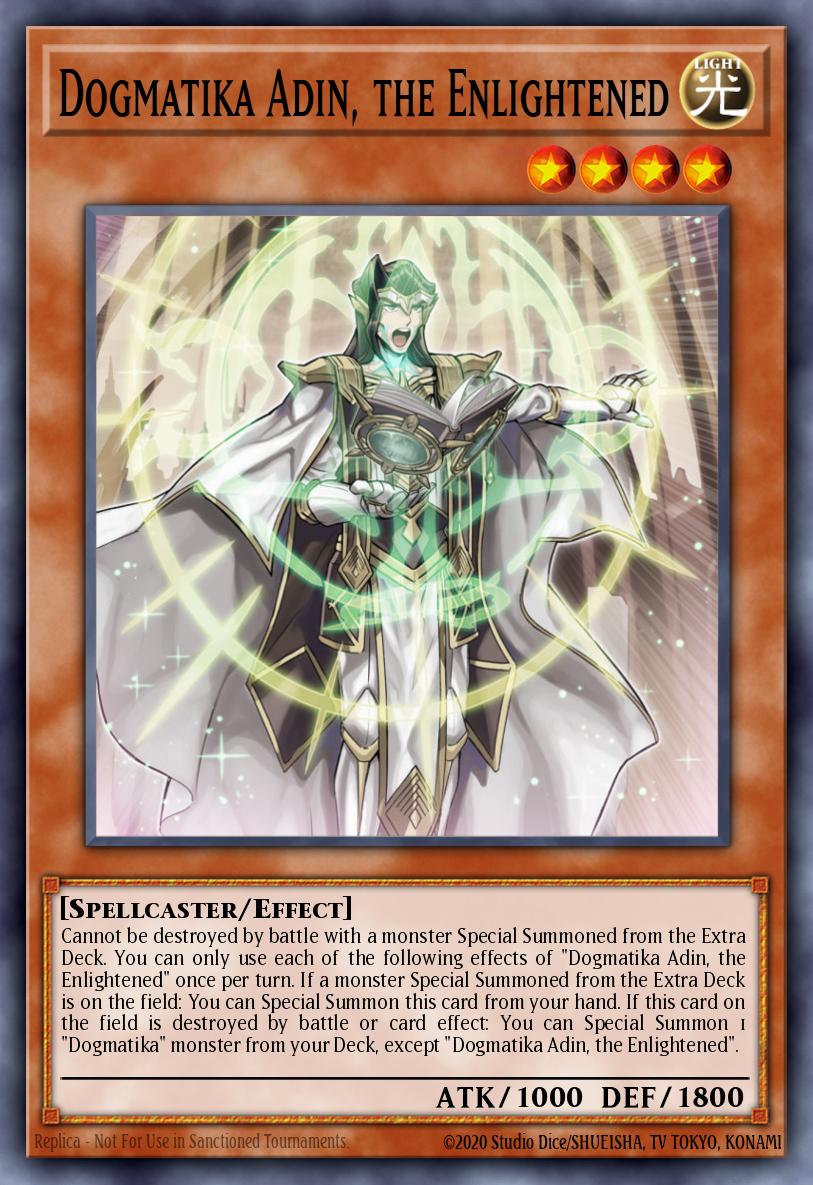 Dogmatika Adin, the Enlightened
LIGHT
光
[Spellcaster/Effect]
Cannot be destroyed by battle with a monster Special Summoned from the Extra
Deck. You can only use each of the following effects of "Dogmatika Adin, the
Enlightened" once per turn. If a monster Special Summoned from the Extra Deck
is on the field: You can Special Summon this card from your hand. If this card on
the field is destroyed by battle or card effect: You can Special Summon 1
"Dogmatika" monster from your Deck, except "Dogmatika Adin, the Enlightened".
ATK/1000 DEF/1800
Replica - Not For Use in Sanctioned Tournaments.
©2020 Studio Dice/SHUEISHA, TV TOKYO, KONAMI